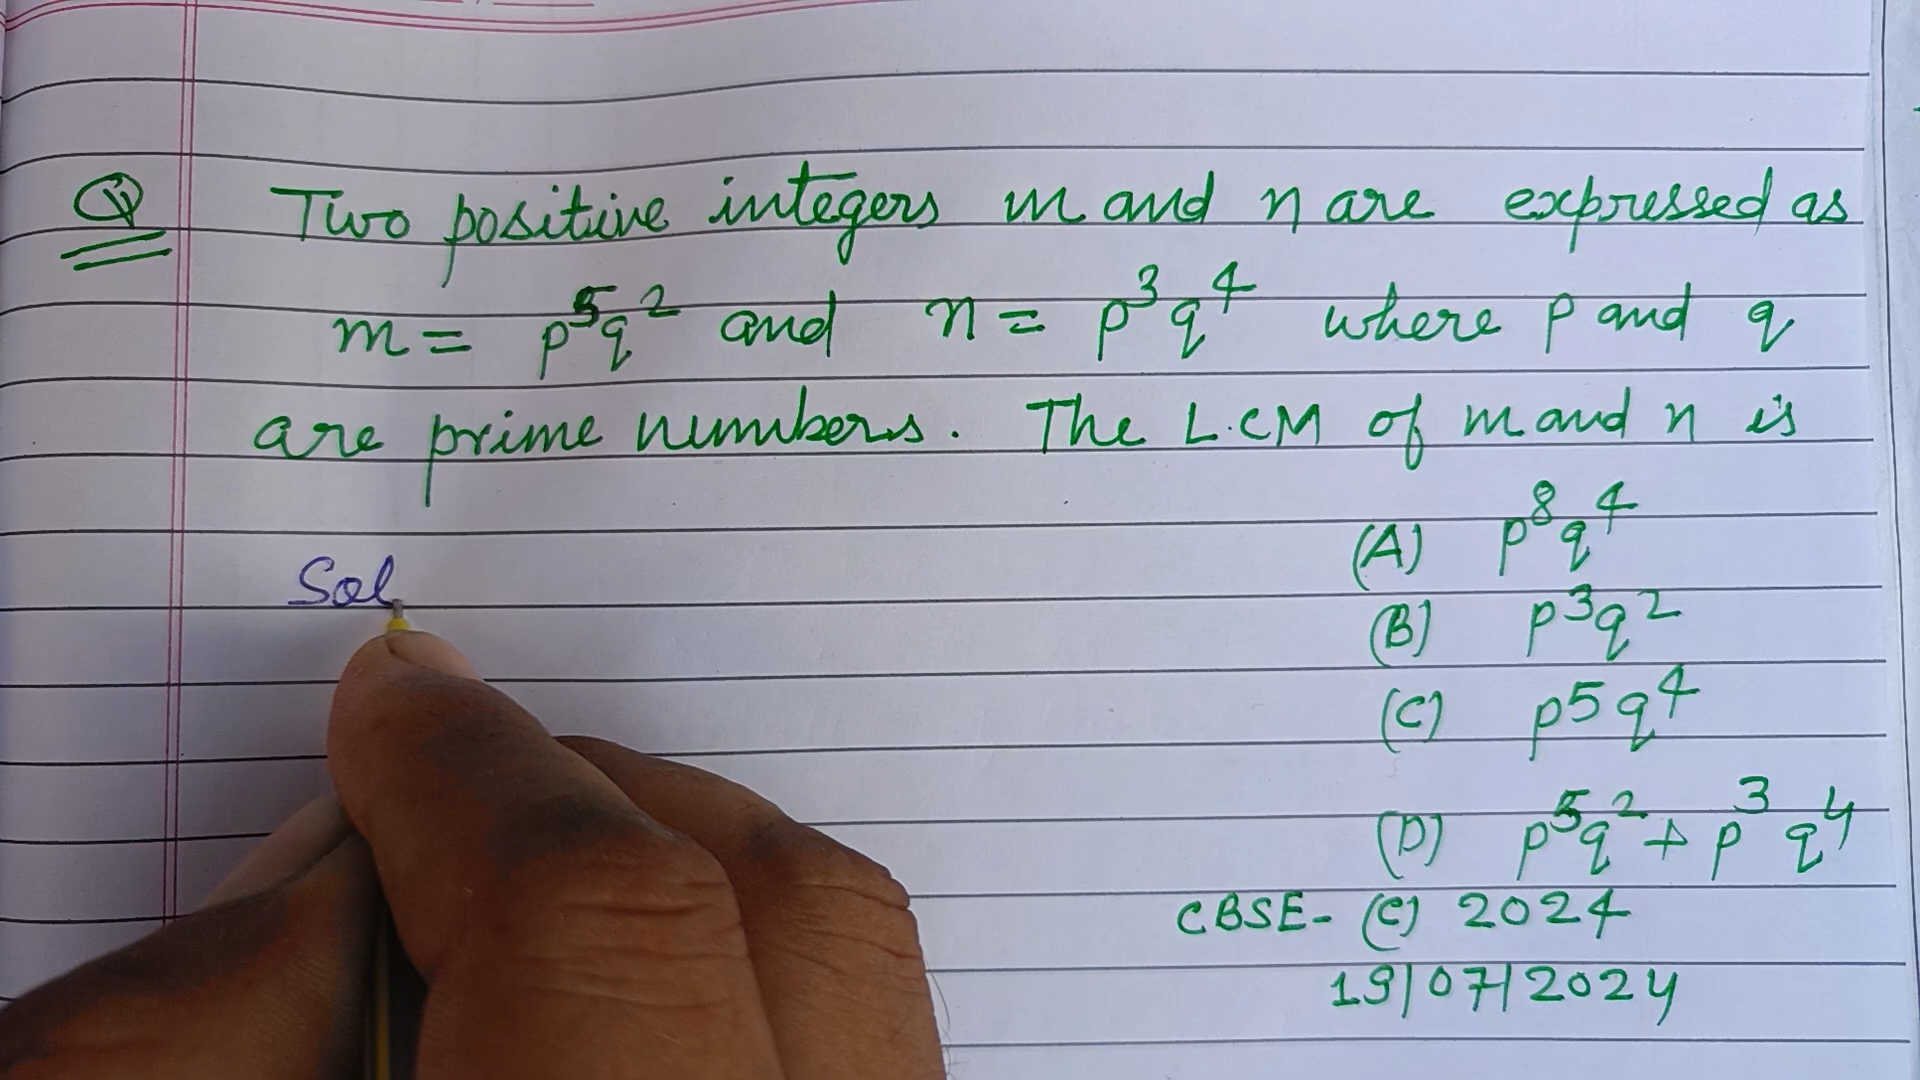 Q Two positive integers m and n are expressed as
m = p⁵q² and n = p³q⁴ where p and q
are prime numbers. The L.CM of m and n is
(A) p⁸q⁴
Sol
(B) p³q²
(C) p⁵q⁴
(D) p⁵q² + p³q⁴
CBSE- (C) 2024
19/07/2024